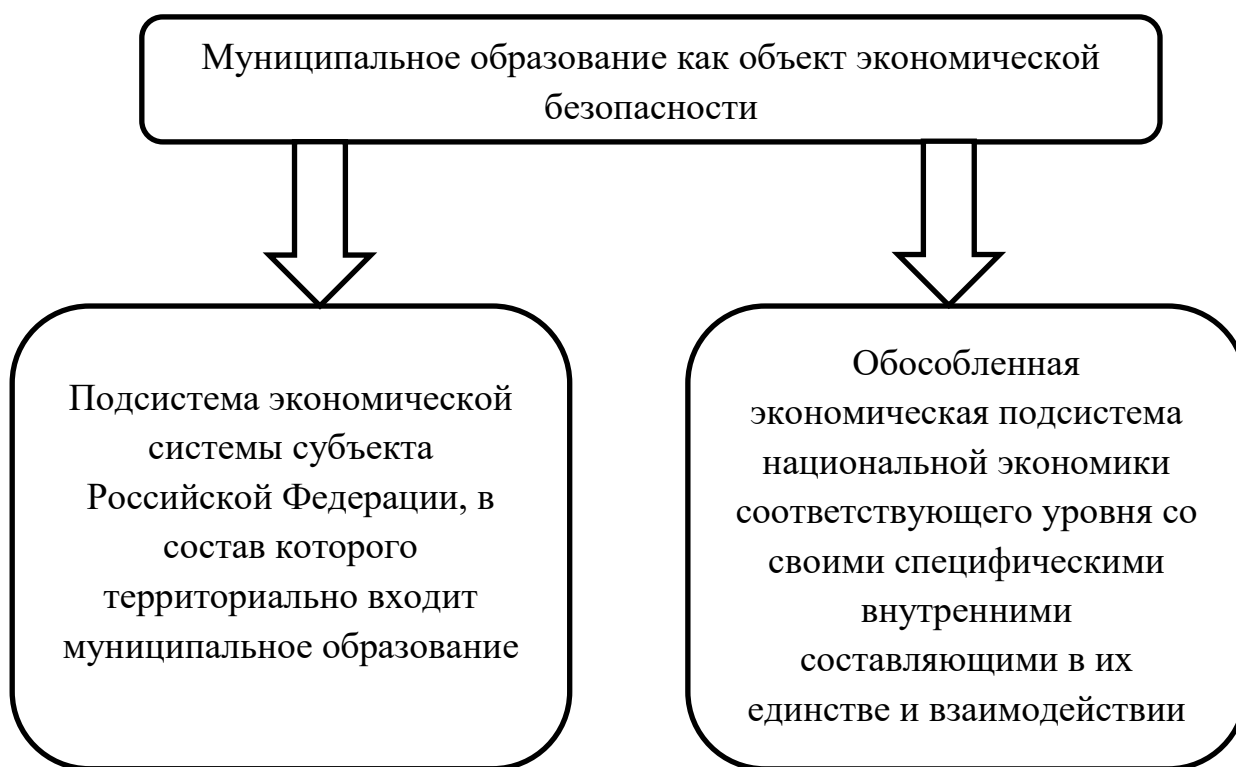 Муниципальное образование как объект экономической
безопасности
Подсистема экономической
системы субъекта
Российской Федерации, в
состав которого
территориально входит
муниципальное образование
Обособленная
экономическая подсистема
национальной экономики
соответствующего уровня со
своими специфическими
внутренними
составляющими в их
единстве и взаимодействии